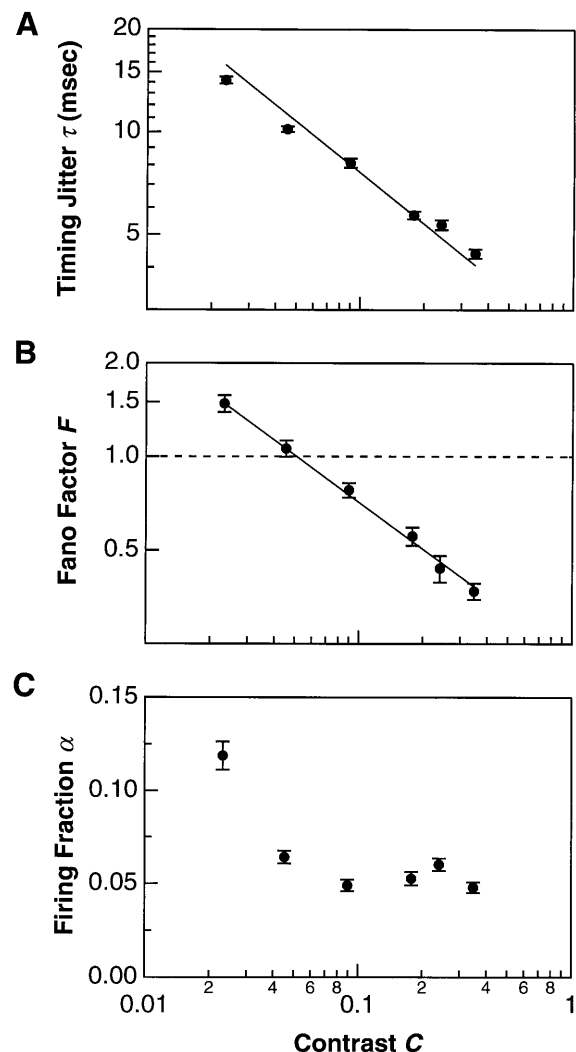 A
Timing Jitter τ (msec)
20
15
10
5
B
Fano Factor F
2.0
1.5
1.0
0.5
C
Firing Fraction α
0.15
0.10
0.05
0.00
2 4 6 8 2 4 6 8
0.01 0.1 1
Contrast C